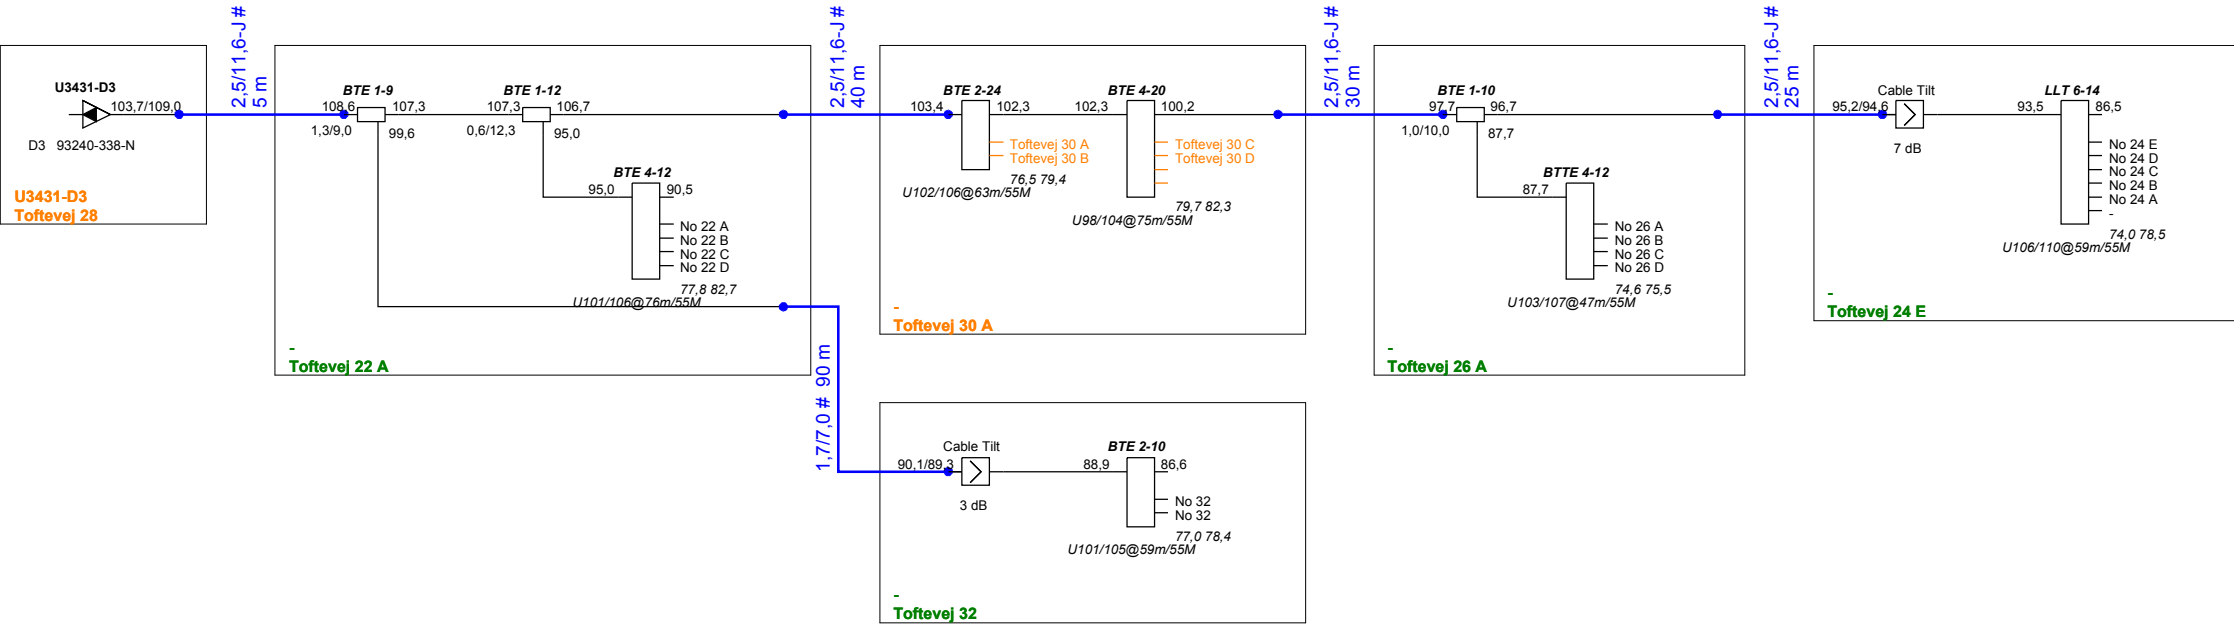 U3431-D3
103,7/109,0
D3 93240-338-N
U3431-D3
Toftevej 28
2,5/11,6-J #
5 m
BTE 1-9
108,6
107,3
1,3/9,0
99,6
BTE 1-12
107,3
106,7
0,6/12,3
95,0
BTE 4-12
95,0
90,5
No 22 A
No 22 B
No 22 C
No 22 D
77,8 82,7
U101/106@76m/55M
-
Toftevej 22 A
2,5/11,6-J #
40 m
1,7/7,0 # 90 m
BTE 2-24
103,4
102,3
Toftevej 30 A
Toftevej 30 B
76,5 79,4
U102/106@63m/55M
BTE 4-20
102,3
100,2
Toftevej 30 C
Toftevej 30 D
79,7 82,3
U98/104@75m/55M
-
Toftevej 30 A
Cable Tilt
90,1/89,3
3 dB
BTE 2-10
88,9
86,6
No 32
No 32
77,0 78,4
U101/105@59m/55M
-
Toftevej 32
2,5/11,6-J #
30 m
BTE 1-10
97,7
96,7
1,0/10,0
87,7
BTTE 4-12
87,7
No 26 A
No 26 B
No 26 C
No 26 D
74,6 75,5
U103/107@47m/55M
-
Toftevej 26 A
2,5/11,6-J #
25 m
Cable Tilt
95,2/94,6
7 dB
LLT 6-14
93,5
86,5
No 24 E
No 24 D
No 24 C
No 24 B
No 24 A
-
74,0 78,5
U106/110@59m/55M
-
Toftevej 24 E